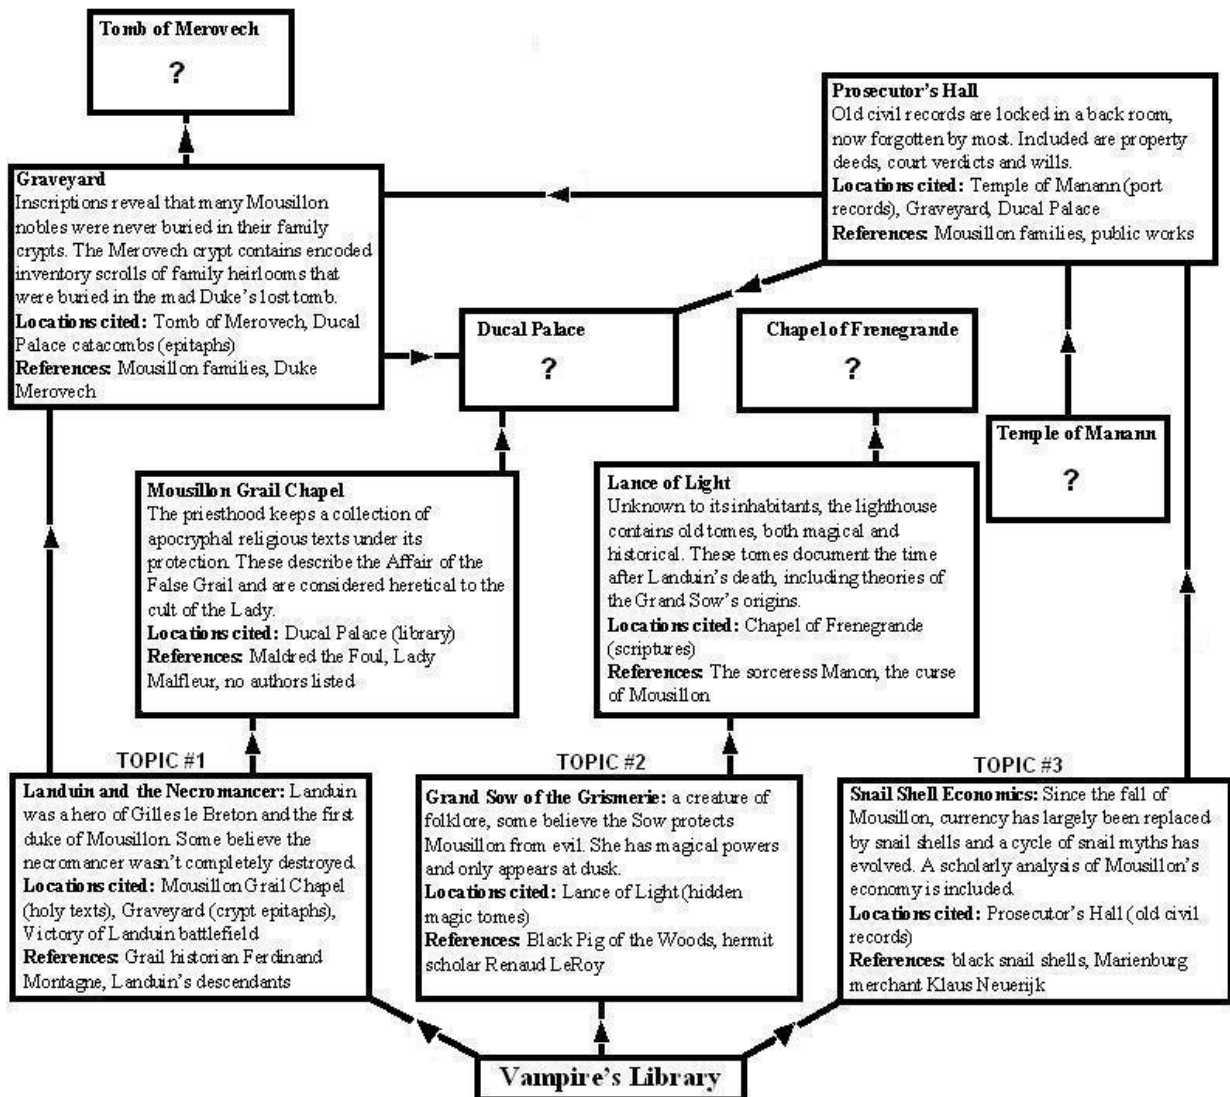 Tomb of Merovech
?
Prosecutor's Hall
Old civil records are locked in a back room,
now forgotten by most. Included are property
deeds, court verdicts and wills.
Locations cited: Temple of Manann (port
records), Graveyard, Ducal Palace
References: Mousillon families, public works
Graveyard
Inscriptions reveal that many Mousillon
nobles were never buried in their family
crypts. The Merovech crypt contains encoded
inventory scrolls of family heirlooms that
were buried in the mad Duke's lost tomb.
Locations cited: Tomb of Merovech, Ducal
Palace catacombs (epitaphs)
References: Mousillon families, Duke
Merovech
Ducal Palace
?
Chapel of Frenegrande
?
Temple of Manann
?
Mousillon Grail Chapel
The priesthood keeps a collection of
apocryphal religious texts under its
protection. These describe the Affair of the
False Grail and are considered heretical to the
cult of the Lady.
Locations cited: Ducal Palace (library)
References: Maldred the Foul, Lady
Malfleur, no authors listed
Lance of Light
Unknown to its inhabitants, the lighthouse
contains old tomes, both magical and
historical. These tomes document the time
after Landuin's death, including theories of
the Grand Sow's origins.
Locations cited: Chapel of Frenegrande
(scriptures)
References: The sorceress Manon, the curse
of Mousillon
TOPIC #1
Landuin and the Necromancer: Landuin
was a hero of Gilles le Breton and the first
duke of Mousillon. Some believe the
necromancer wasn't completely destroyed.
Locations cited: Mousillon Grail Chapel
(holy texts), Graveyard (crypt epitaphs),
Victory of Landuin battlefield
References: Grail historian Ferdinand
Montagne, Landuin's descendants
TOPIC #2
Grand Sow of the Grismerie: a creature of
folklore, some believe the Sow protects
Mousillon from evil. She has magical powers
and only appears at dusk.
Locations cited: Lance of Light (hidden
magic tomes)
References: Black Pig of the Woods, hermit
scholar Renaud LeRoy
TOPIC #3
Snail Shell Economics: Since the fall of
Mousillon, currency has largely been replaced
by snail shells and a cycle of snail myths has
evolved. A scholarly analysis of Mousillon's
economy is included.
Locations cited: Prosecutor's Hall (old civil
records)
References: black snail shells, Marienburg
merchant Klaus Neuerijk
Vampire's Library